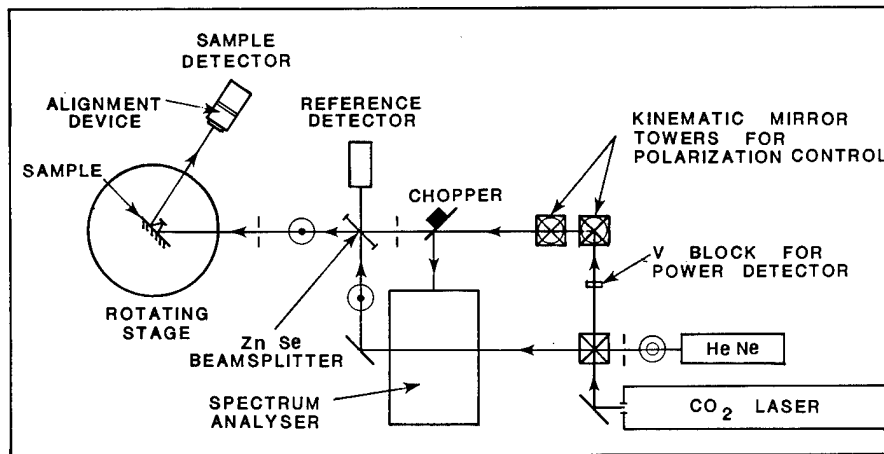 SAMPLE
DETECTOR
ALIGNMENT
DEVICE
REFERENCE
DETECTOR
KINEMATIC MIRROR
TOWERS FOR
POLARIZATION CONTROL
SAMPLE
CHOPPER
V BLOCK FOR
POWER DETECTOR
ROTATING
STAGE
Zn Se
BEAMSPLITTER
He Ne
SPECTRUM
ANALYSER
CO2 LASER